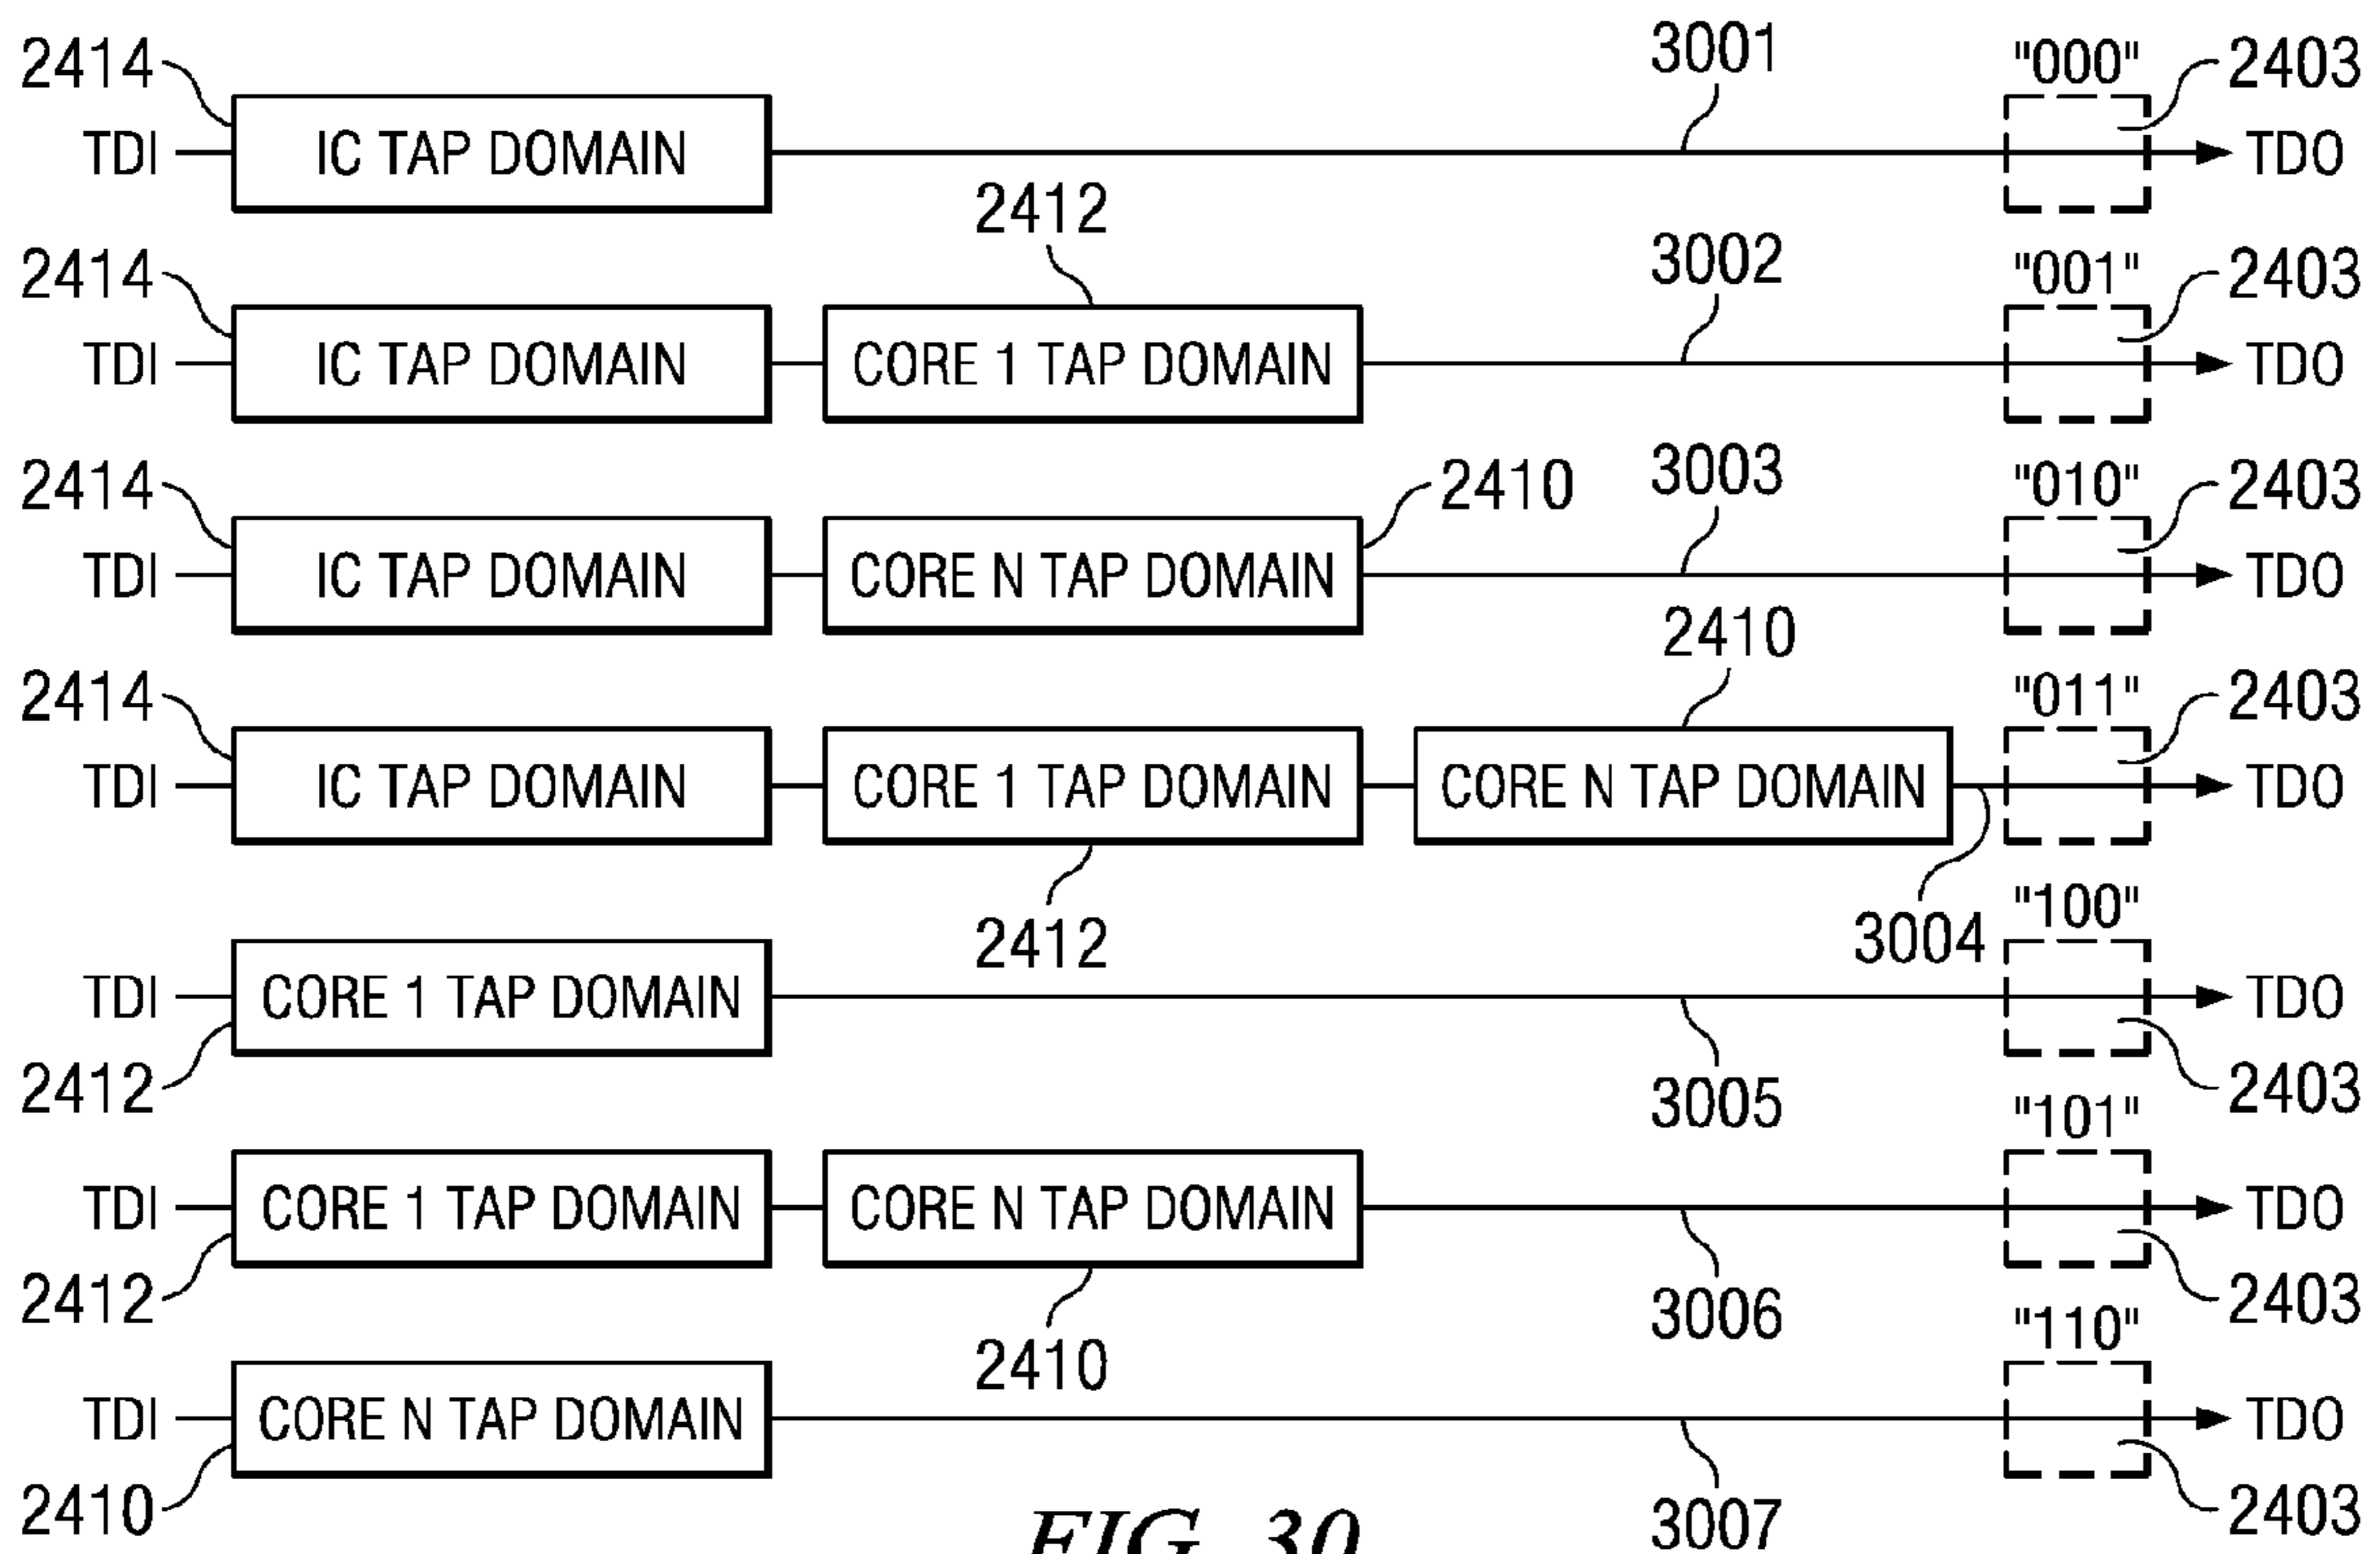 3001
2414 "000" 2403
TDI IC TAP DOMAIN TDO
2412
3002
2414 "001" 2403
TDI IC TAP DOMAIN CORE 1 TAP DOMAIN TDO
3003
2414 2410 "010" 2403
TDI IC TAP DOMAIN CORE N TAP DOMAIN TDO
2410
2414 "011" 2403
TDI IC TAP DOMAIN CORE 1 TAP DOMAIN CORE N TAP DOMAIN TDO
2412 3004 "100"
TDI CORE 1 TAP DOMAIN TDO
2412 3005 2403
"101"
TDI CORE 1 TAP DOMAIN CORE N TAP DOMAIN TDO
2412 3006 2403
2410 "110"
TDI CORE N TAP DOMAIN TDO
2410 3007 2403
FIG. 30